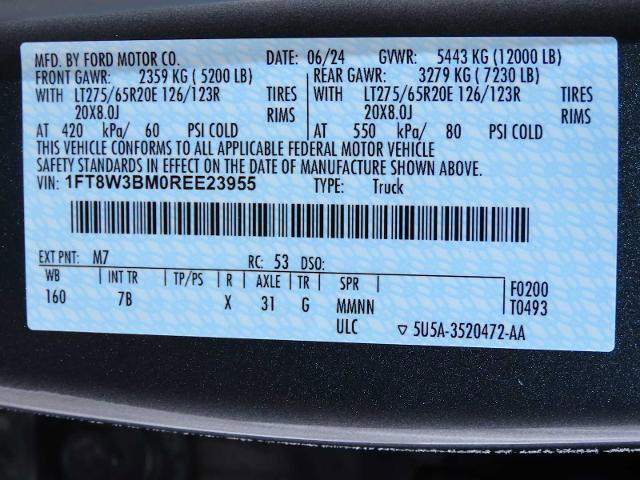 MFD. BY FORD MOTOR CO. DATE: 06/24 GVWR: 5443 KG (12000 LB)
FRONT GAWR: 2359 KG (5200 LB) REAR GAWR: 3279 KG (7230 LB)
WITH LT275/65R20E 126/123R TIRES WITH LT275/65R20E 126/123R TIRES
20X8.0J RIMS 20X8.0J RIMS
AT 420 kPa/ 60 PSI COLD AT 550 kPa/ 80 PSI COLD
THIS VEHICLE CONFORMS TO ALL APPLICABLE FEDERAL MOTOR VEHICLE
SAFETY STANDARDS IN EFFECT ON THE DATE OF MANUFACTURE SHOWN ABOVE.
VIN: 1FT8W3BM0REE23955 TYPE: Truck
EXT PNT: M7 RC: 53 DSO:
WB INT TR TP/PS R AXLE TR SPR F0200
160 7B X 31 G MMNN T0493
ULC ▽ 5U5A-3520472-AA